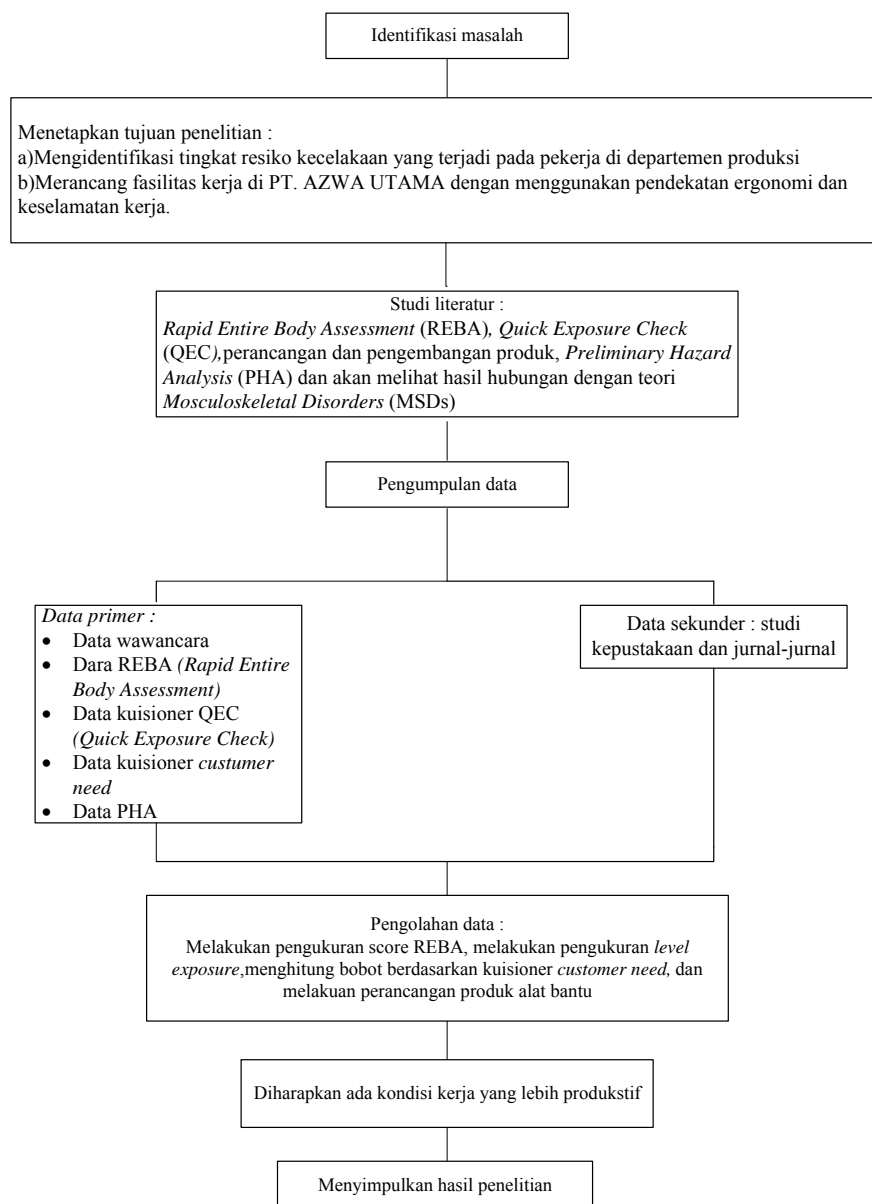 Identifikasi masalah
Menetapkan tujuan penelitian :
a)Mengidentifikasi tingkat resiko kecelakaan yang terjadi pada pekerja di departemen produksi
b)Merancang fasilitas kerja di PT. AZWA UTAMA dengan menggunakan pendekatan ergonomi dan
keselamatan kerja.
Studi literatur :
Rapid Entire Body Assessment (REBA), Quick Exposure Check
(QEC),perancangan dan pengembangan produk, Preliminary Hazard
Analysis (PHA) dan akan melihat hasil hubungan dengan teori
Mosculoskeletal Disorders (MSDs)
Pengumpulan data
Data primer :
• Data wawancara
• Dara REBA (Rapid Entire
Body Assessment)
• Data kuisioner QEC
(Quick Exposure Check)
• Data kuisioner custumer
need
• Data PHA
Data sekunder : studi
kepustakaan dan jurnal-jurnal
Pengolahan data :
Melakukan pengukuran score REBA, melakukan pengukuran level
exposure,menghitung bobot berdasarkan kuisioner customer need, dan
melakuan perancangan produk alat bantu
Diharapkan ada kondisi kerja yang lebih produkstif
Menyimpulkan hasil penelitian